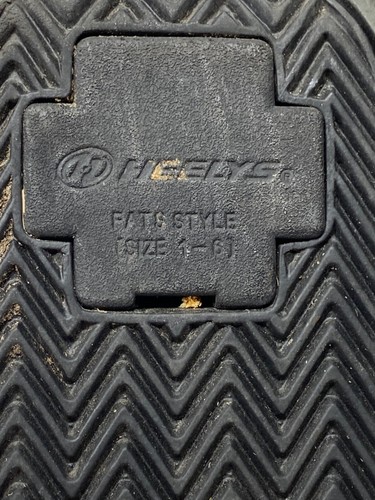 HEELYS
FATS STYLE
[SIZE 1-6]